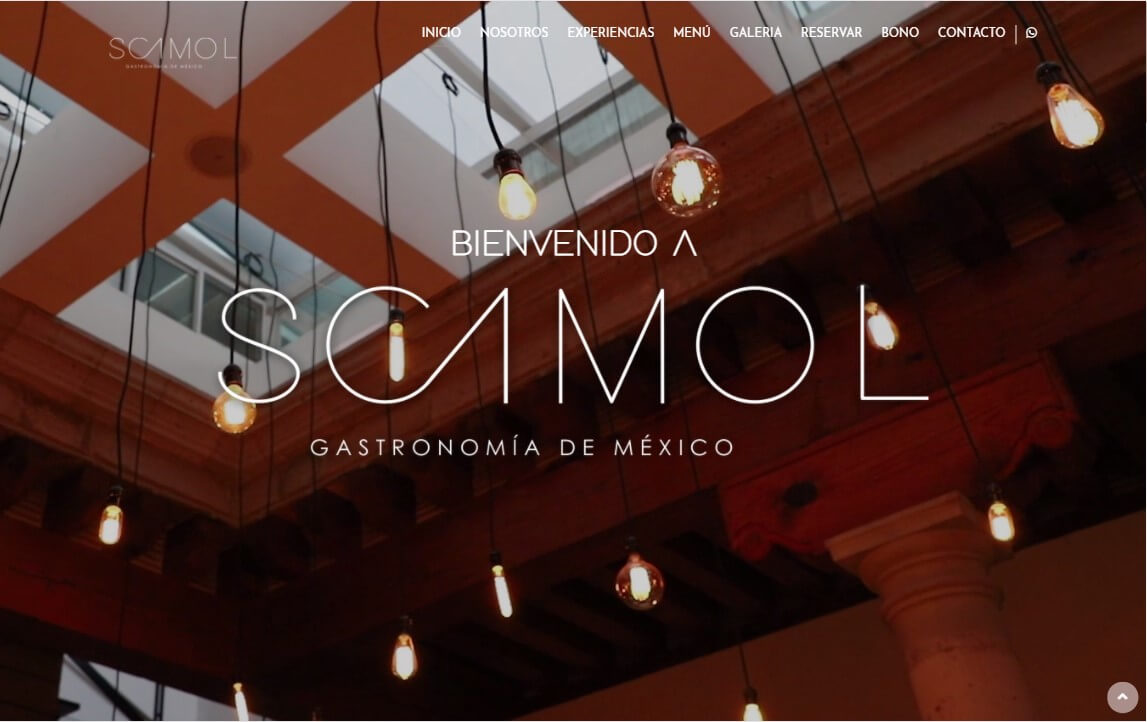 SCAMOL
GASTRONOMÍA DE MÉXICO
INICIO NOSOTROS EXPERIENCIAS MENÚ GALERIA RESERVAR BONO CONTACTO
BIENVENIDO A
SCAMOL
GASTRONOMÍA DE MÉXICO